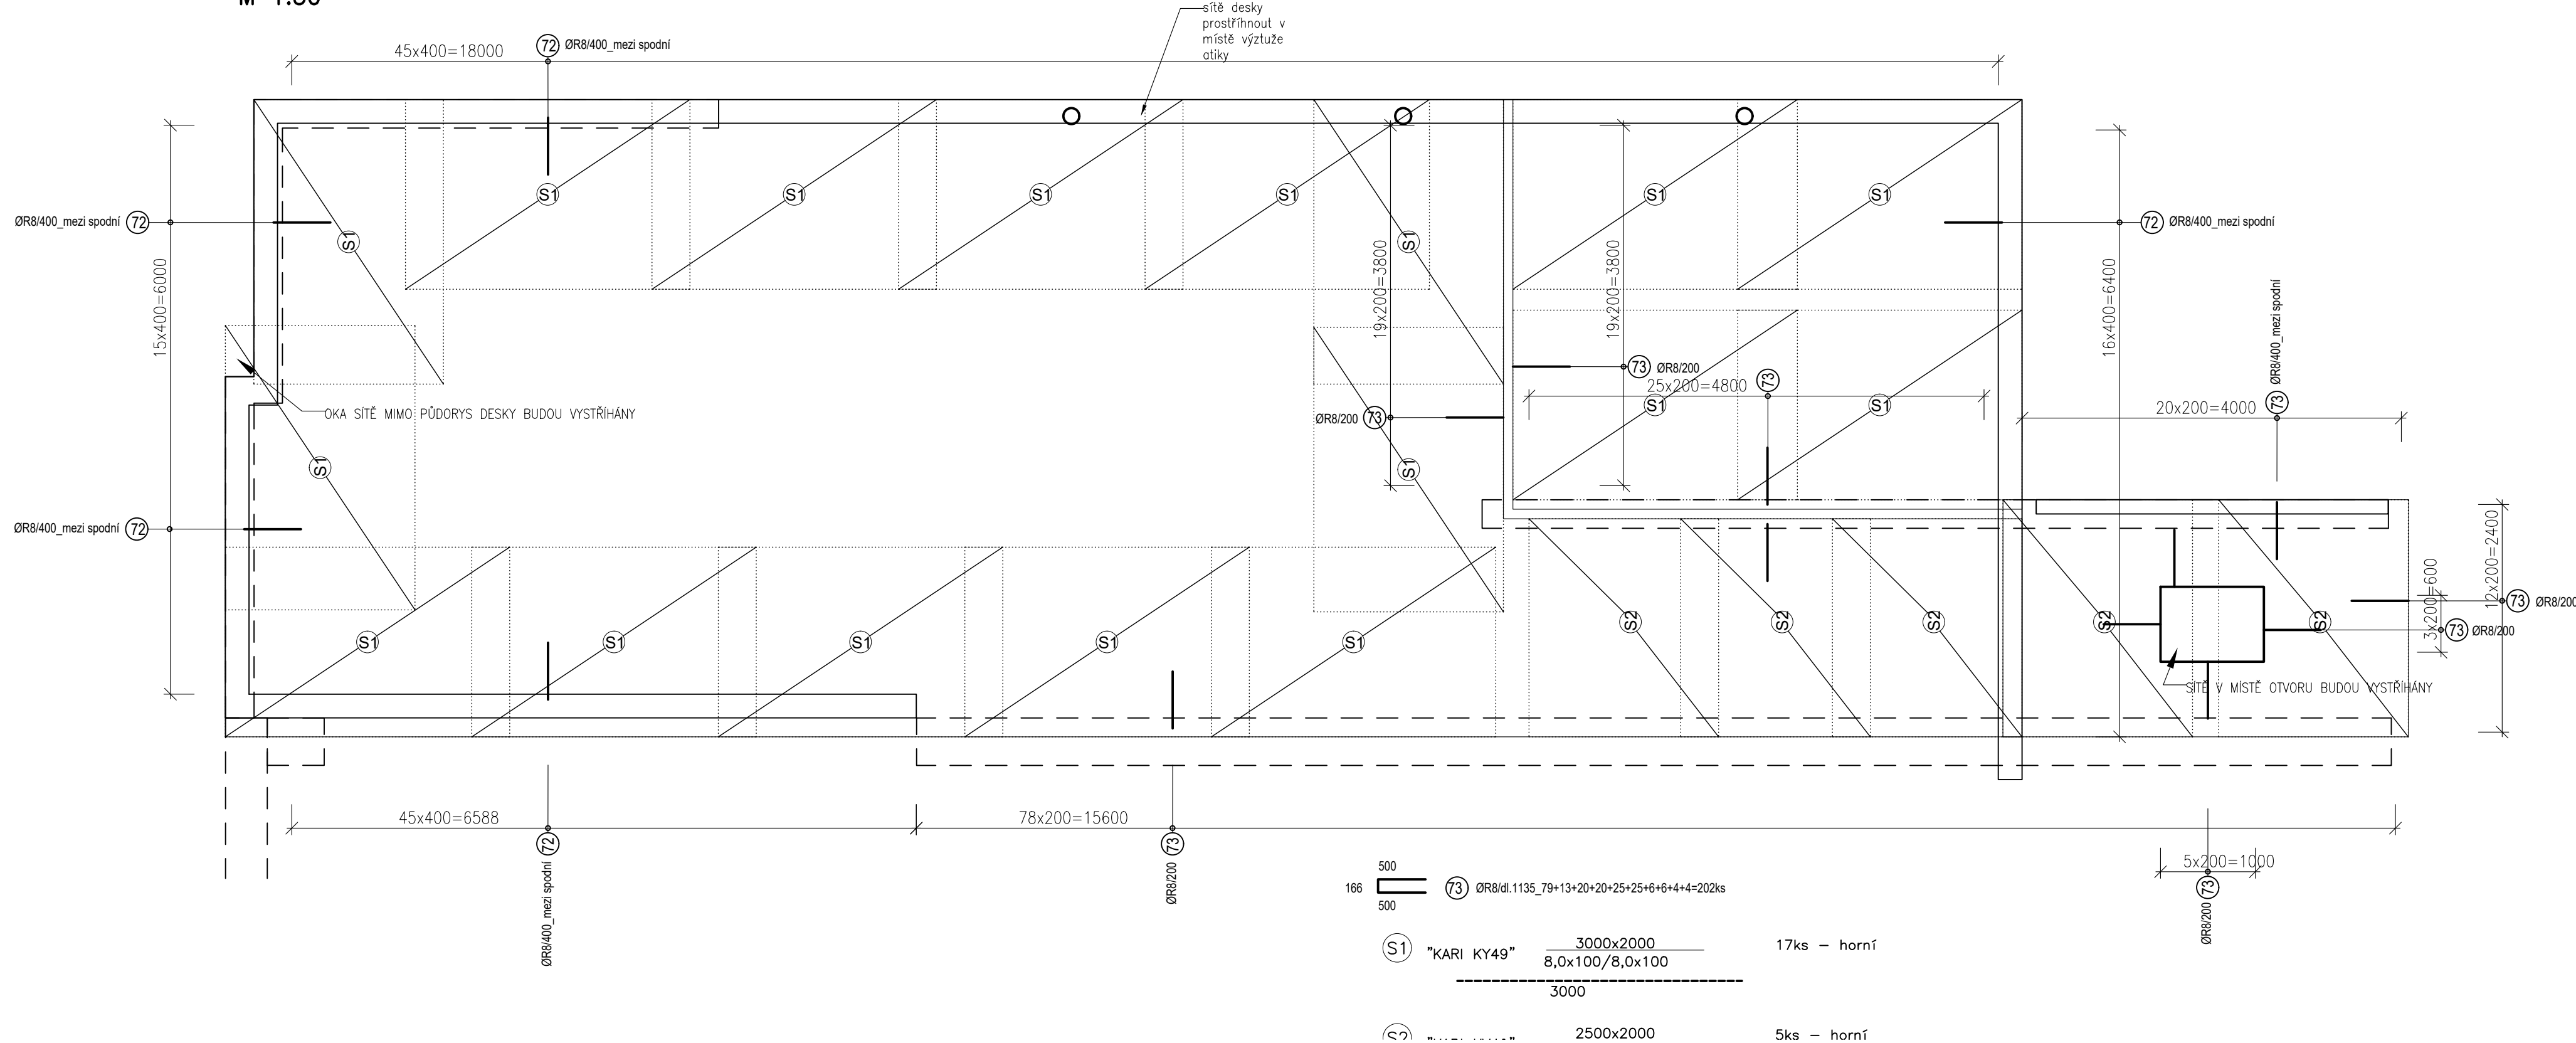 sítě desky
prostříhnout v
místě výztuže
atiky
45x400=18000
72 ØR8/400_mezi spodní
S1
S1
S1
S1
S1
S1
ØR8/400_mezi spodní 72
72 ØR8/400_mezi spodní
S1
S1
15x400=6000
19x200=3800
19x200=3800
16x400=6400
ØR8/400_mezi spodní
73
73 ØR8/200
25x200=4800
73
20x200=4000
S1
S1
OKA SÍTĚ MIMO PŮDORYS DESKY BUDOU VYSTŘÍHÁNY
ØR8/200 73
S1
S1
ØR8/400_mezi spodní 72
12x200=2400
3x200=600
73 ØR8/200
73 ØR8/200
S1
S1
S1
S1
S1
S2
S2
S2
S2
S2
SÍTĚ V MÍSTĚ OTVORU BUDOU VYSTŘÍHÁNY
45x400=6588
78x200=15600
72
ØR8/400_mezi spodní
73
ØR8/200
5x200=1000
73
ØR8/200
500
166
500
73 ØR8/dl.1135_79+13+20+20+25+25+6+6+4+4=202ks
S1 "KARI KY49" 3000x2000 17ks – horní
8,0x100/8,0x100
3000
S2 2500x2000 5ks – horní